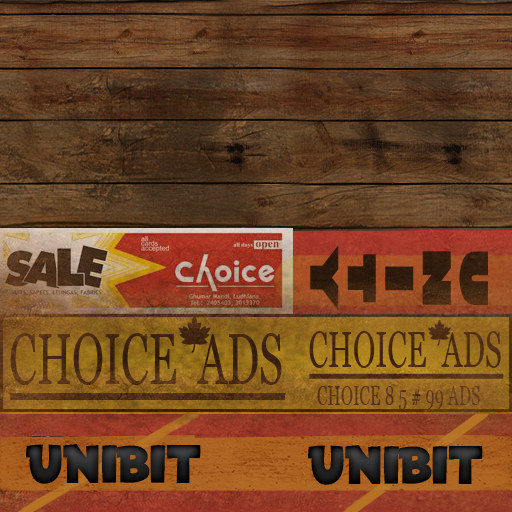 SALE
all
cards
accepted
all days open
choice
Ghumar Mandi, Ludhiana
CHOICE ADS
CHOICE ADS
CHOICE 8 5 # 99 ADS
UNIBIT
UNIBIT